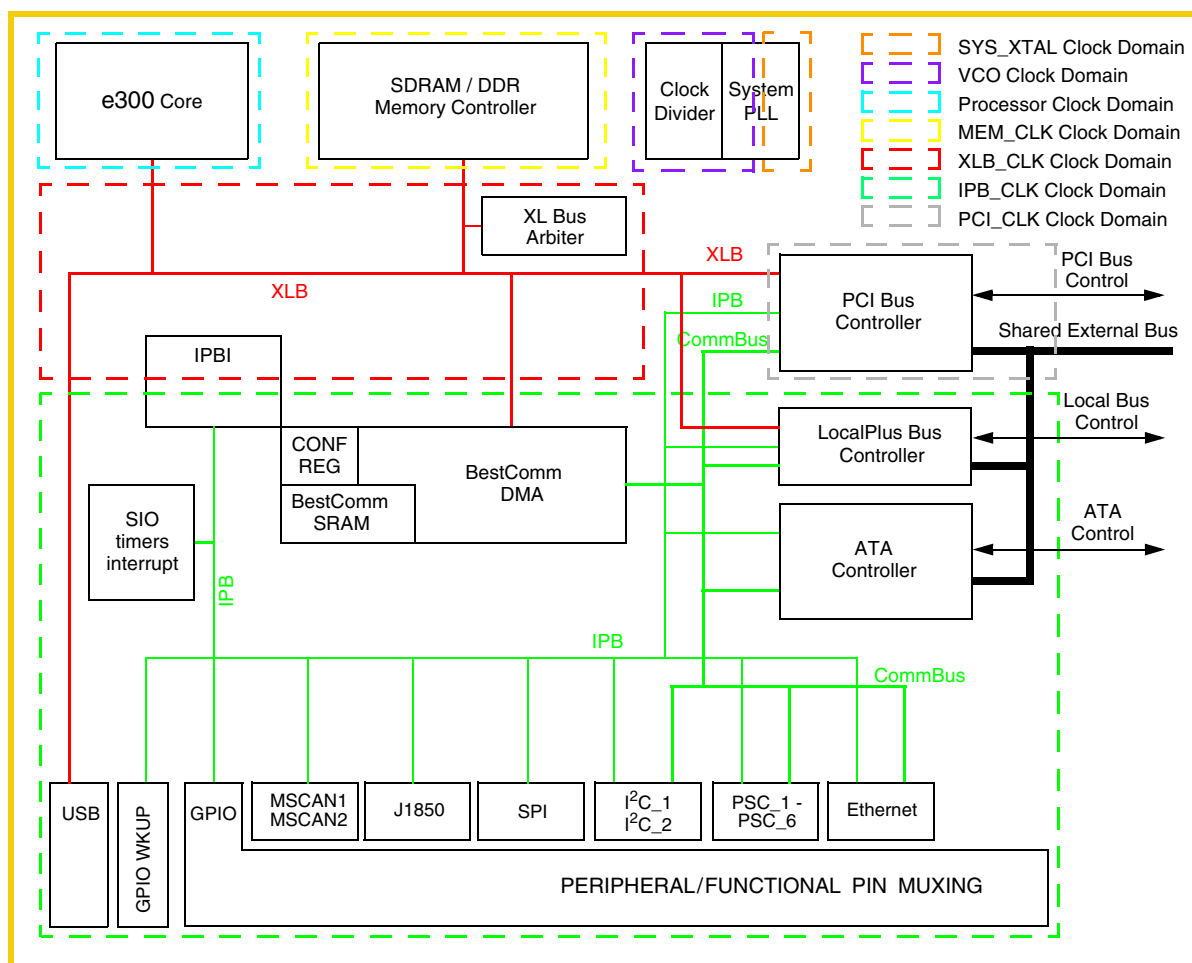 e300 Core
SDRAM / DDR
Memory Controller
Clock
Divider
System
PLL
SYS_XTAL Clock Domain
VCO Clock Domain
Processor Clock Domain
MEM_CLK Clock Domain
XLB_CLK Clock Domain
IPB_CLK Clock Domain
PCI_CLK Clock Domain
XL Bus
Arbiter
XLB
XLB
IPB
CommBus
PCI Bus
Controller
PCI Bus
Control
Shared External Bus
IPBI
CONF
REG
BestComm
SRAM
BestComm
DMA
LocalPlus Bus
Controller
Local Bus
Control
SIO
timers
interrupt
IPB
ATA
Controller
ATA
Control
IPB
CommBus
USB
GPIO WKUP
GPIO
MSCAN1
MSCAN2
J1850
SPI
I²C_1
I²C_2
PSC_1 -
PSC_6
Ethernet
PERIPHERAL/FUNCTIONAL PIN MUXING